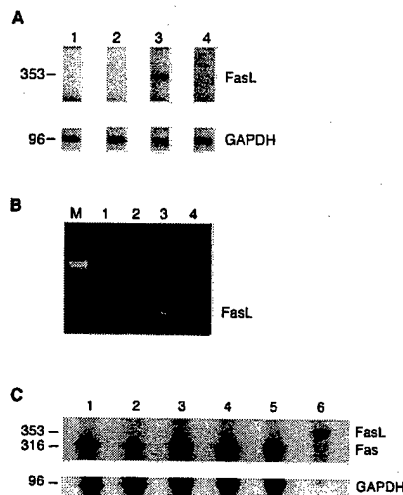 A
1 2 3 4
353– FasL
96– GAPDH
B
M 1 2 3 4
FasL
C
1 2 3 4 5 6
353 – FasL
316 – Fas
96 – GAPDH